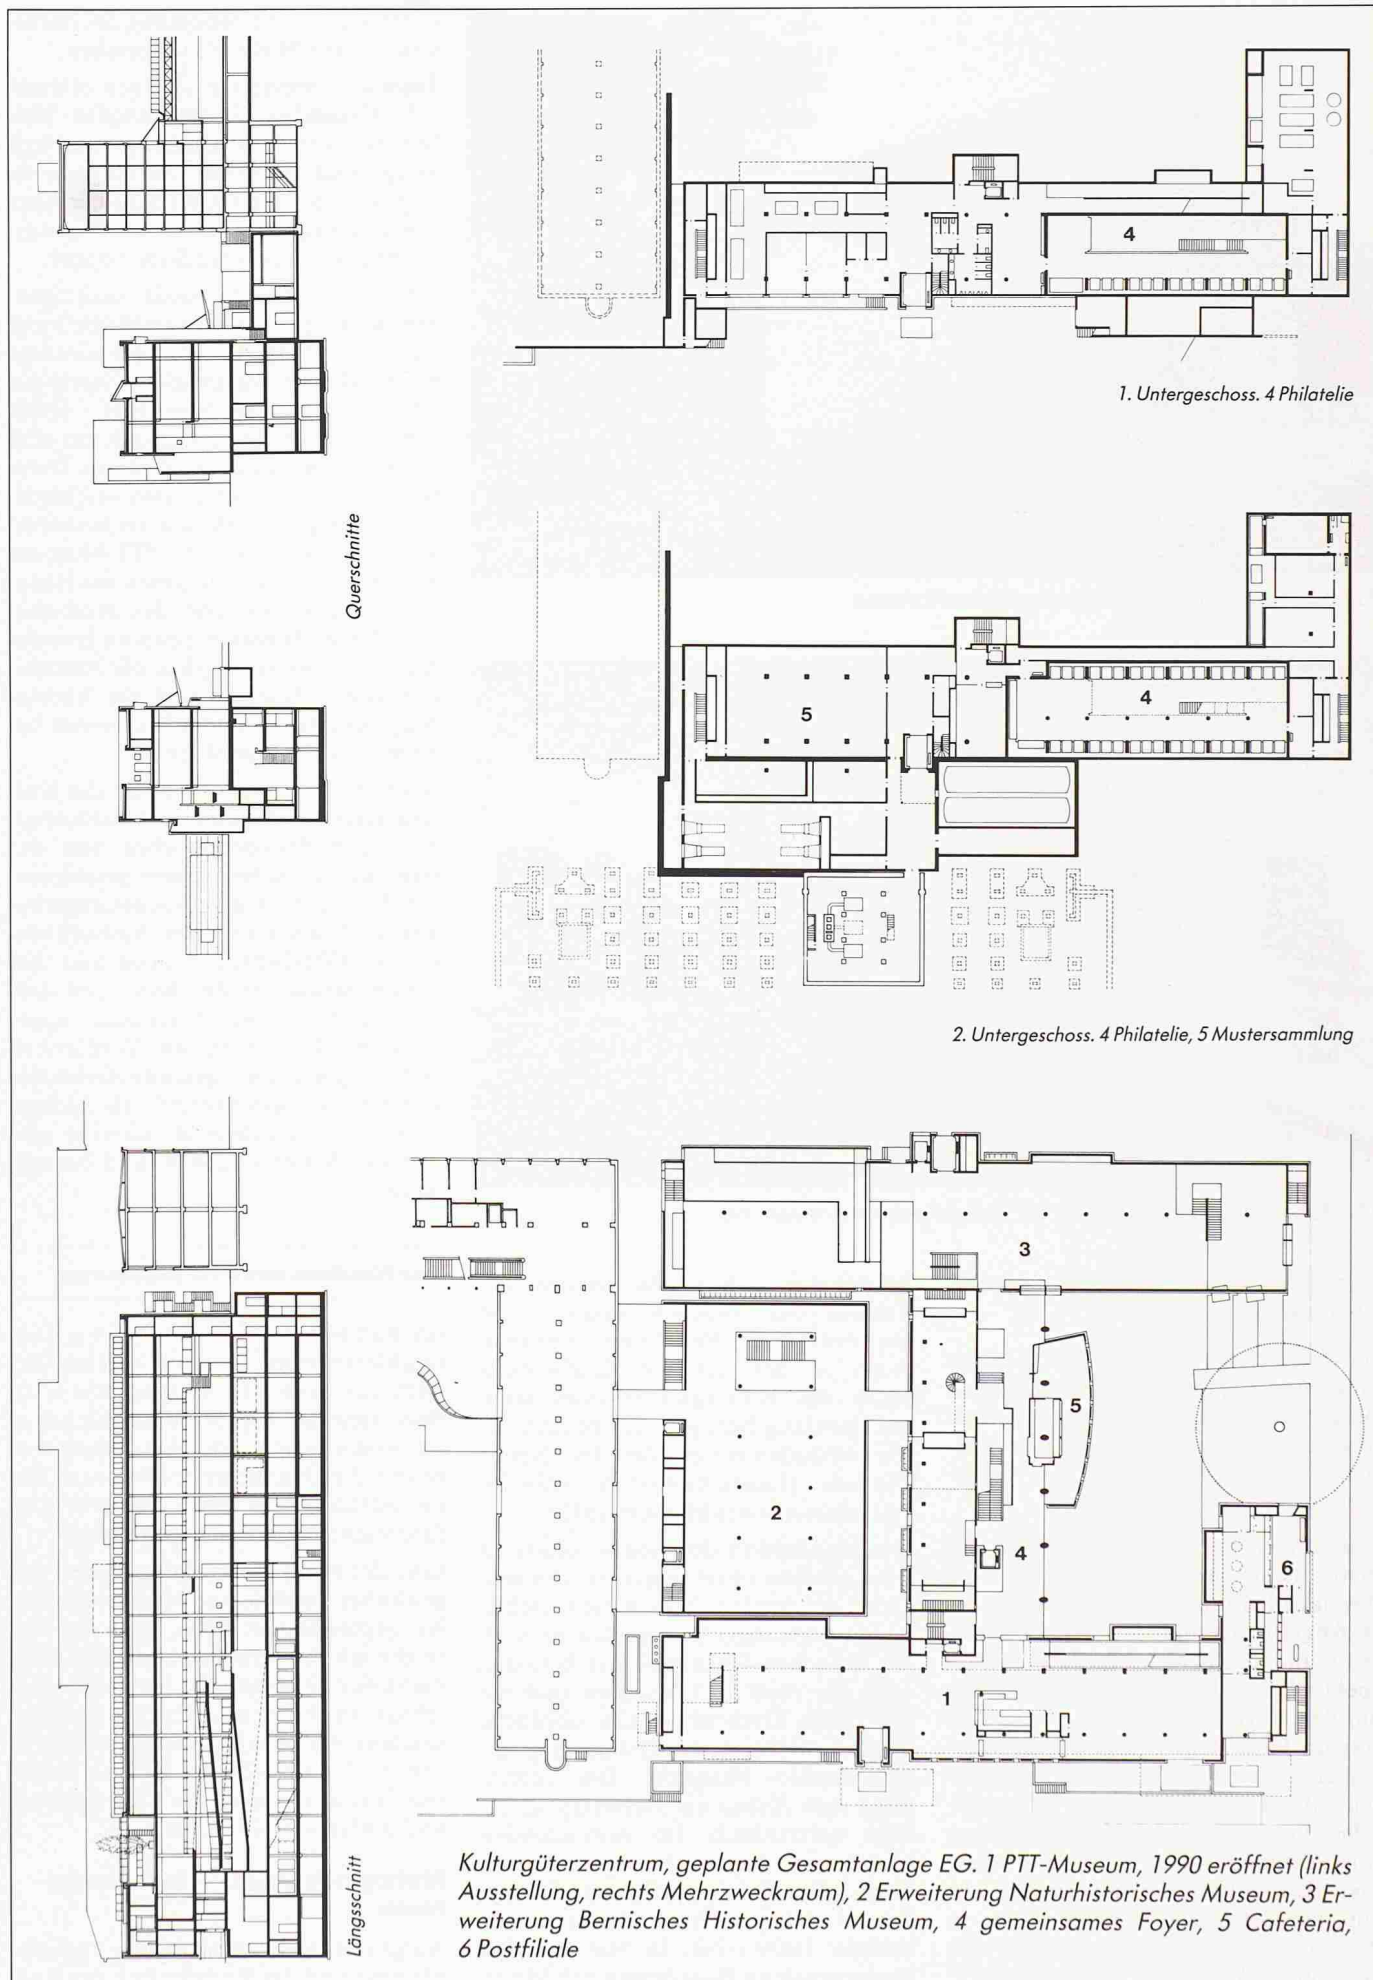 4
1. Untergeschoss. 4 Philatelie
Querschnitte
5
4
2. Untergeschoss. 4 Philatelie, 5 Mustersammlung
3
5
2
4
6
1
Längsschnitt
Kulturgüterzentrum, geplante Gesamtanlage EG. 1 PTT-Museum, 1990 eröffnet (links
Ausstellung, rechts Mehrzweckraum), 2 Erweiterung Naturhistorisches Museum, 3 Er-
weiterung Bernisches Historisches Museum, 4 gemeinsames Foyer, 5 Cafeteria,
6 Postfiliale